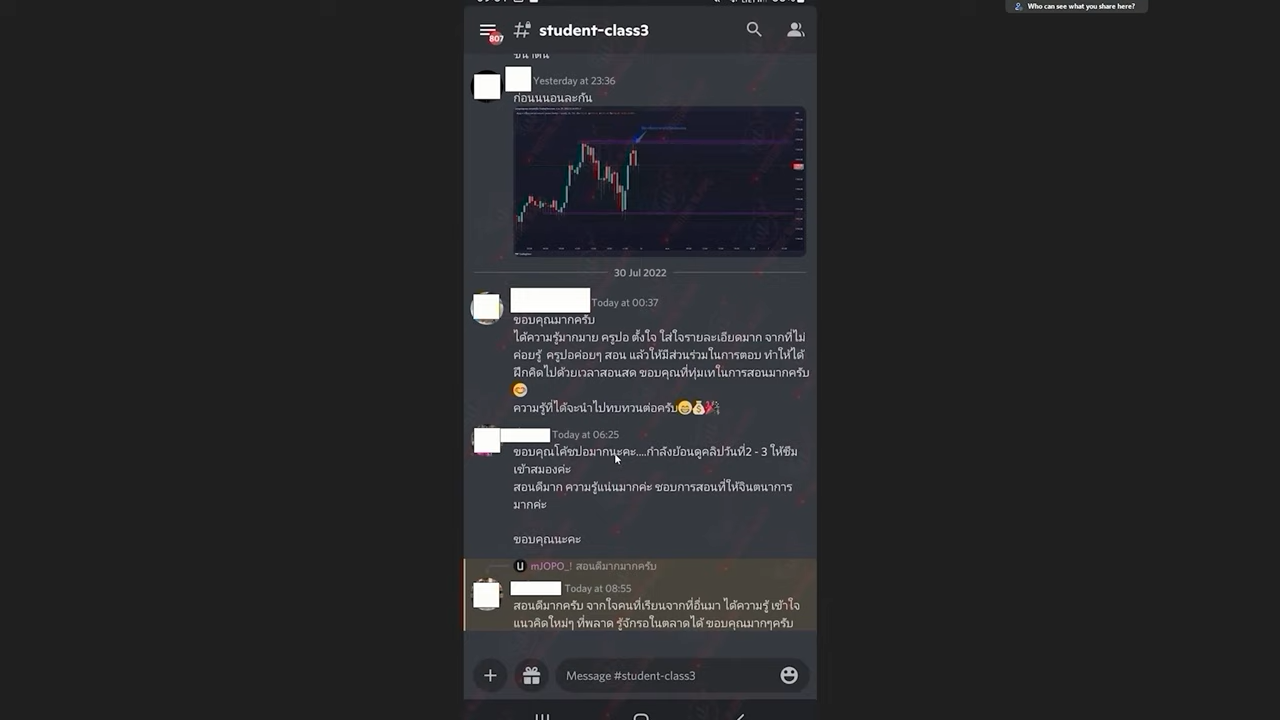 Who can see what you share here?
807
# student-class3
Yesterday at 23:36
ก่อนนนอนละกัน
30 Jul 2022
Today at 00:37
ขอบคุณมากครับ
ได้ความรู้มากมาย ครูปอ ตั้งใจ ใส่ใจรายละเอียดมาก จากที่ไม่
ค่อยรู้ ครูปอค่อยๆ สอน แล้วให้มีส่วนร่วมในการตอบ ทำให้ได้
ฝึกคิดไปด้วยเวลาสอนสด ขอบคุณที่ทุ่มเทในการสอนมากครับ
😊
ความรู้ที่ได้จะนำไปทบทวนต่อครับ😁💰🎉
Today at 06:25
ขอบคุณโค้ชปอมากนะคะ....กำลังย้อนดูคลิปวันที่2 - 3 ให้ซึม
เข้าสมองค่ะ
สอนดีมาก ความรู้แน่นมากค่ะ ชอบการสอนที่ให้จินตนาการ
มากค่ะ
ขอบคุณนะคะ
mJOPO_! สอนดีมากมากครับ
Today at 08:55
สอนดีมากครับ จากใจคนที่เรียนจากที่อื่นมา ได้ความรู้ เข้าใจ
แนวคิดใหม่ๆ ที่พลาด รู้จักรอในตลาดได้ ขอบคุณมากๆครับ
Message #student-class3